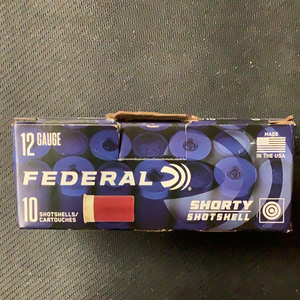 12 GAUGE
MADE
IN THE USA
FEDERAL
10
SHOTSHELLS/
CARTOUCHES
SHORTY
SHOTSHELL